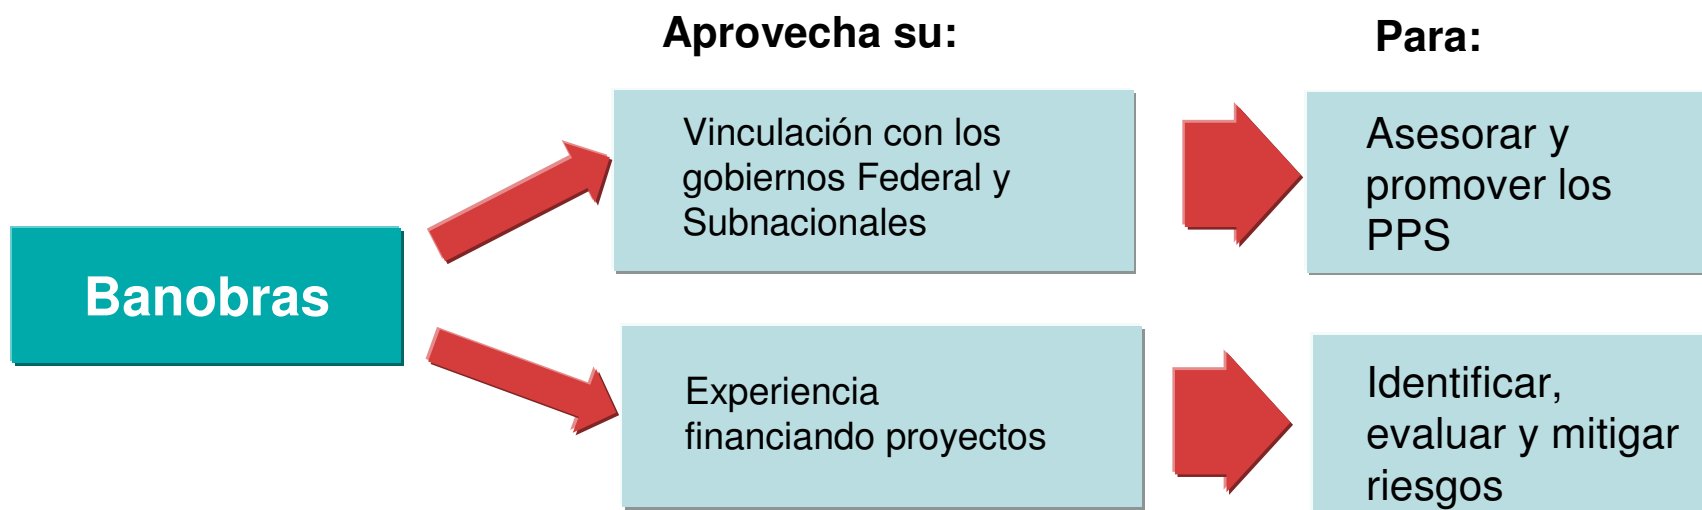 Aprovecha su:
Para:
Banobras
Vinculación con los
gobiernos Federal y
Subnacionales
Asesorar y
promover los
PPS
Experiencia
financiando proyectos
Identificar,
evaluar y mitigar
riesgos